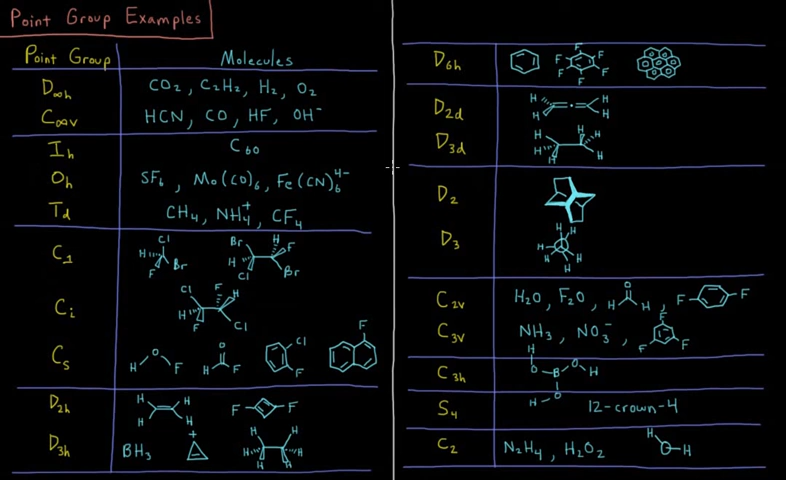 Point Group Examples
Point Group Molecules
D∞h CO2, C2H2, H2, O2
C∞v HCN, CO, HF, OH⁻
Ih C60
Oh SF6, Mo(CO)6, Fe(CN)6⁴⁻
Td CH4, NH4⁺, CF4
C1 Cl H F Br Br H F H Cl Br
Ci Cl F H H F Cl
Cs H O F O H F Cl F F
D2h H H H H F F
D3h BH3 + H H H H H H
D6h F F F F F F
D2d H H H H
D3d H H H H H H
D2
D3 H H H H H H
C2v H2O, F2O, O H H, F F
C3v NH3, NO3⁻, F F F
C3h H O B O H O H
S4 12-crown-4
C2 N2H4, H2O2 H O H